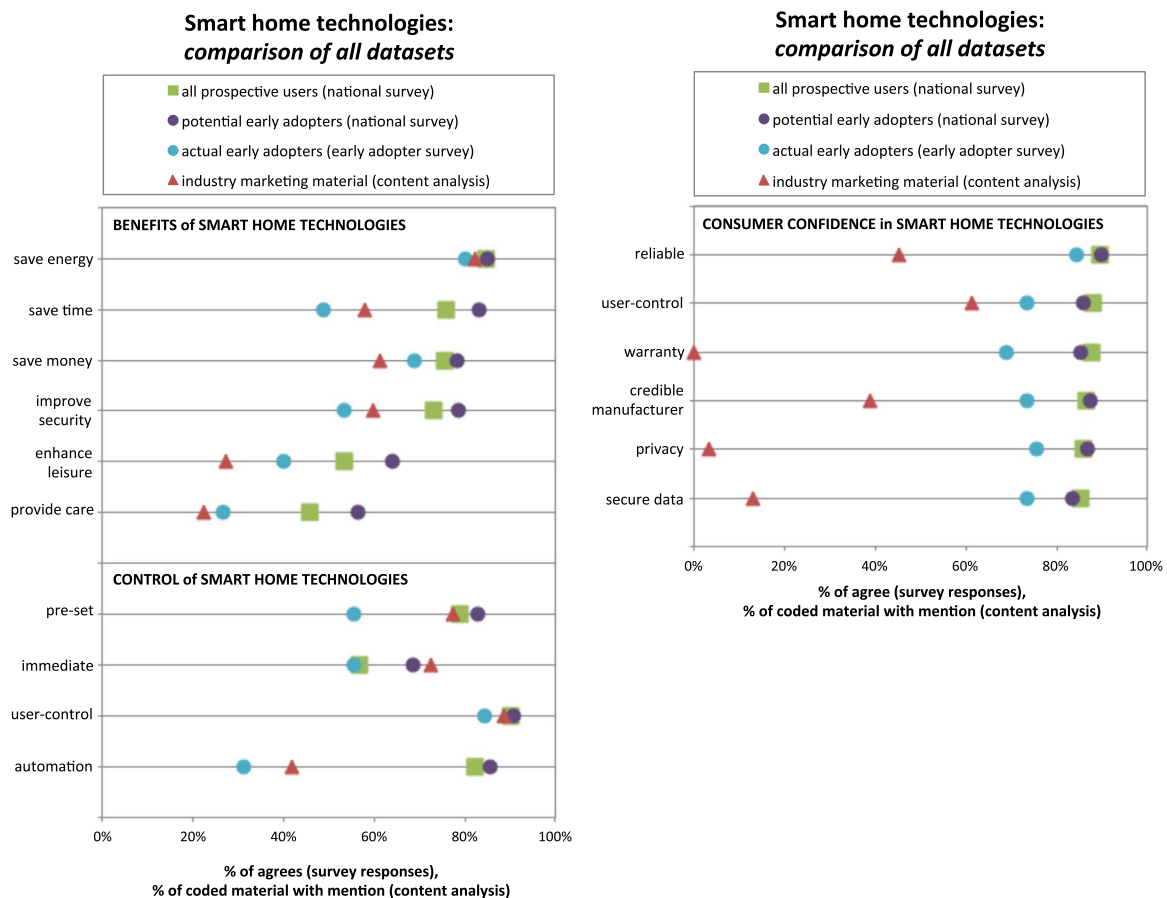 Smart home technologies:
comparison of all datasets
all prospective users (national survey)
potential early adopters (national survey)
actual early adopters (early adopter survey)
industry marketing material (content analysis)
BENEFITS of SMART HOME TECHNOLOGIES
save energy
save time
save money
improve
security
enhance
leisure
provide care
CONTROL of SMART HOME TECHNOLOGIES
pre-set
immediate
user-control
automation
0%
20%
40%
60%
80%
100%
% of agrees (survey responses),
% of coded material with mention (content analysis)
Smart home technologies:
comparison of all datasets
all prospective users (national survey)
potential early adopters (national survey)
actual early adopters (early adopter survey)
industry marketing material (content analysis)
CONSUMER CONFIDENCE in SMART HOME TECHNOLOGIES
reliable
user-control
warranty
credible
manufacturer
privacy
secure data
0%
20%
40%
60%
80%
100%
% of agree (survey responses),
% of coded material with mention (content analysis)